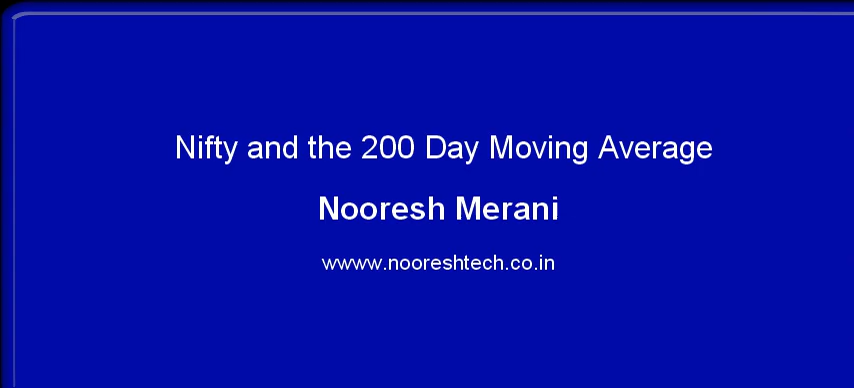 Nifty and the 200 Day Moving Average
Nooresh Merani
wwww.nooreshtech.co.in